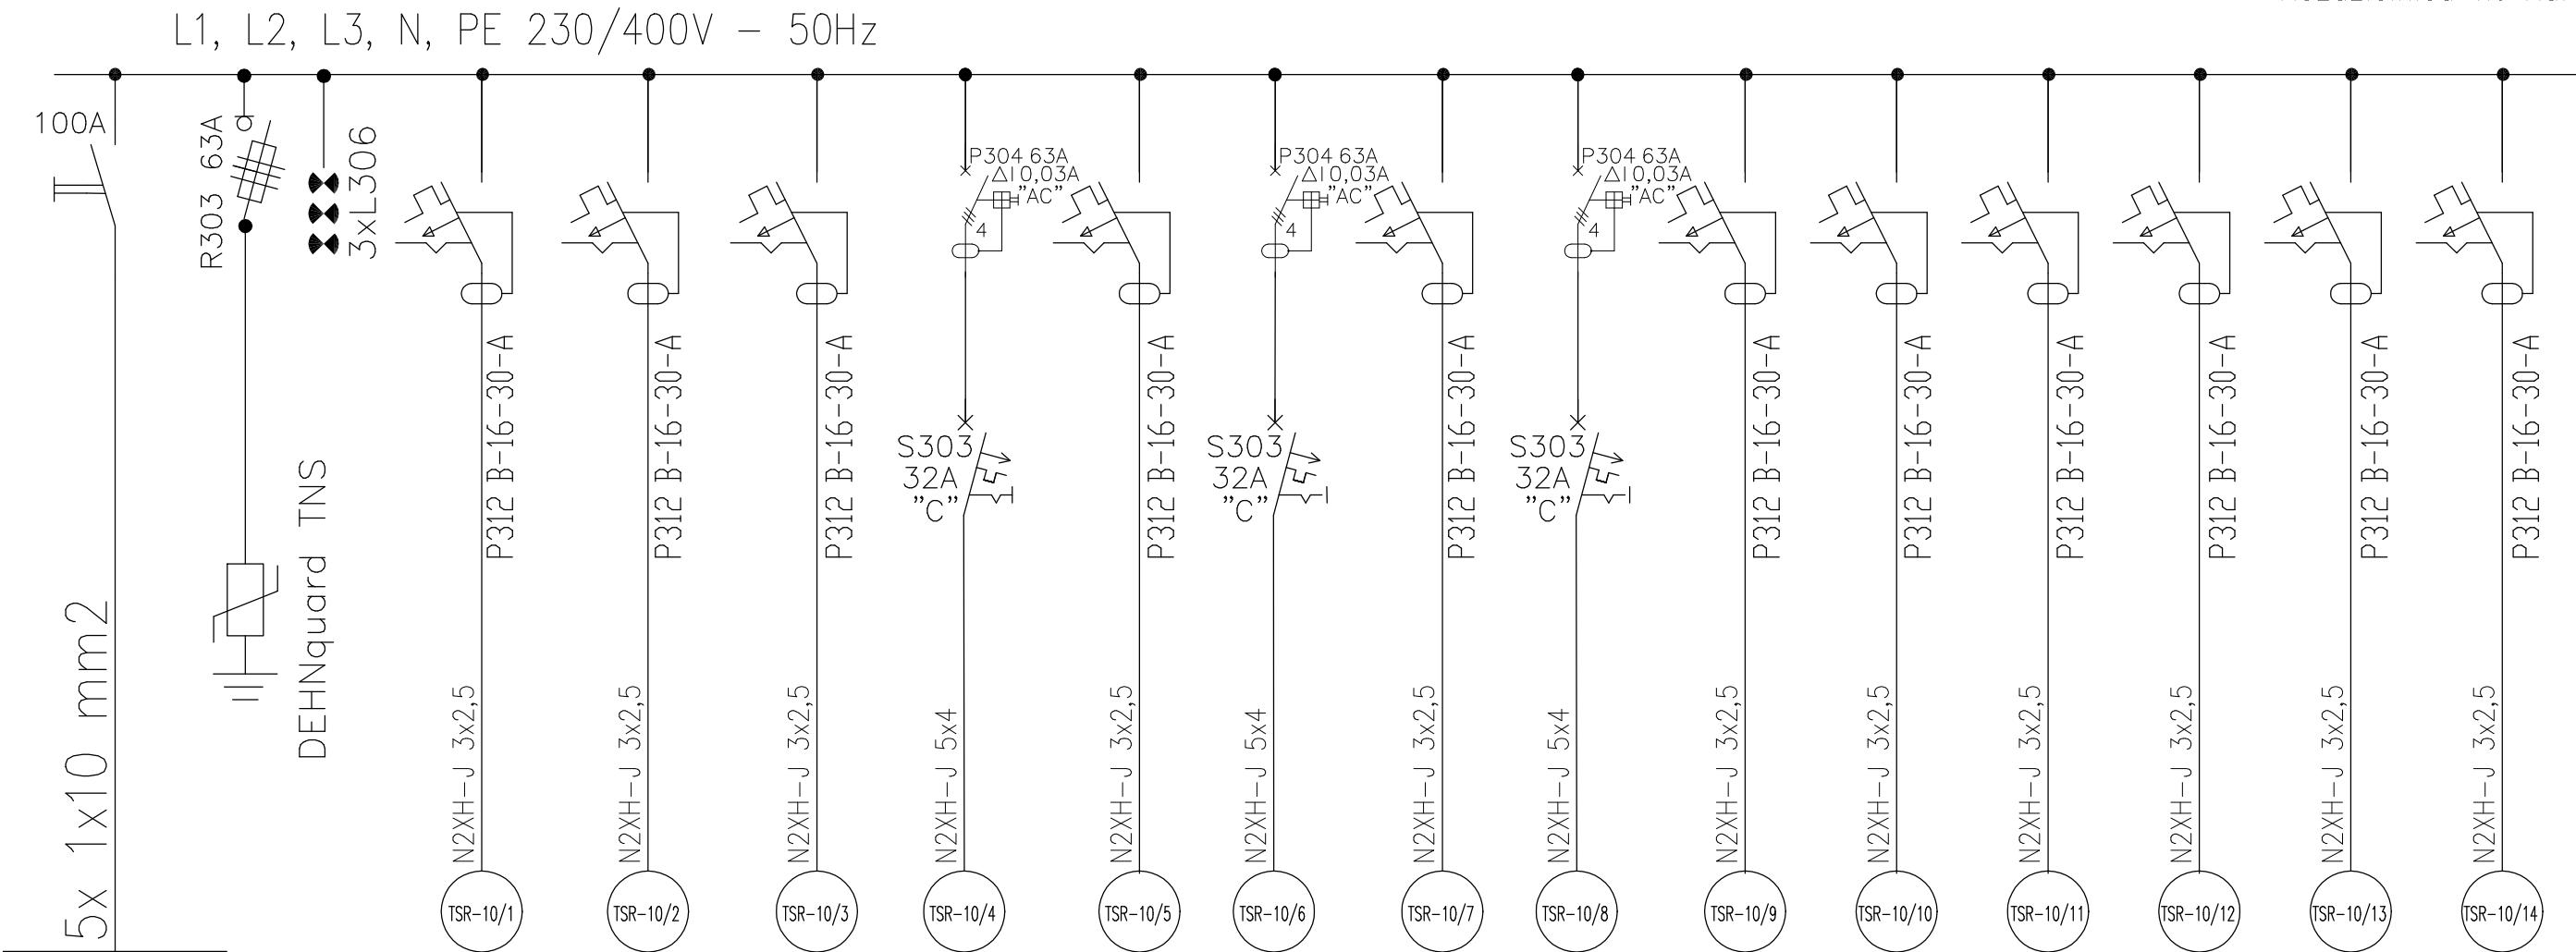 L1, L2, L3, N, PE 230/400V - 50Hz
100A
5x 1x10 mm2
R303 63A
3xL306
DEHNquard TNS
P312 B-16-30-A
N2XH-J 3x2,5
TSR-10/1
P312 B-16-30-A
N2XH-J 3x2,5
TSR-10/2
P312 B-16-30-A
N2XH-J 3x2,5
TSR-10/3
P304 63A
△I0,03A
"AC"
4
S303
32A
"C"
N2XH-J 5x4
TSR-10/4
P312 B-16-30-A
N2XH-J 3x2,5
TSR-10/5
P304 63A
△I0,03A
"AC"
4
S303
32A
"C"
N2XH-J 5x4
TSR-10/6
P312 B-16-30-A
N2XH-J 3x2,5
TSR-10/7
P304 63A
△I0,03A
"AC"
4
S303
32A
"C"
N2XH-J 5x4
TSR-10/8
P312 B-16-30-A
N2XH-J 3x2,5
TSR-10/9
P312 B-16-30-A
N2XH-J 3x2,5
TSR-10/10
P312 B-16-30-A
N2XH-J 3x2,5
TSR-10/11
P312 B-16-30-A
N2XH-J 3x2,5
TSR-10/12
P312 B-16-30-A
N2XH-J 3x2,5
TSR-10/13
P312 B-16-30-A
N2XH-J 3x2,5
TSR-10/14